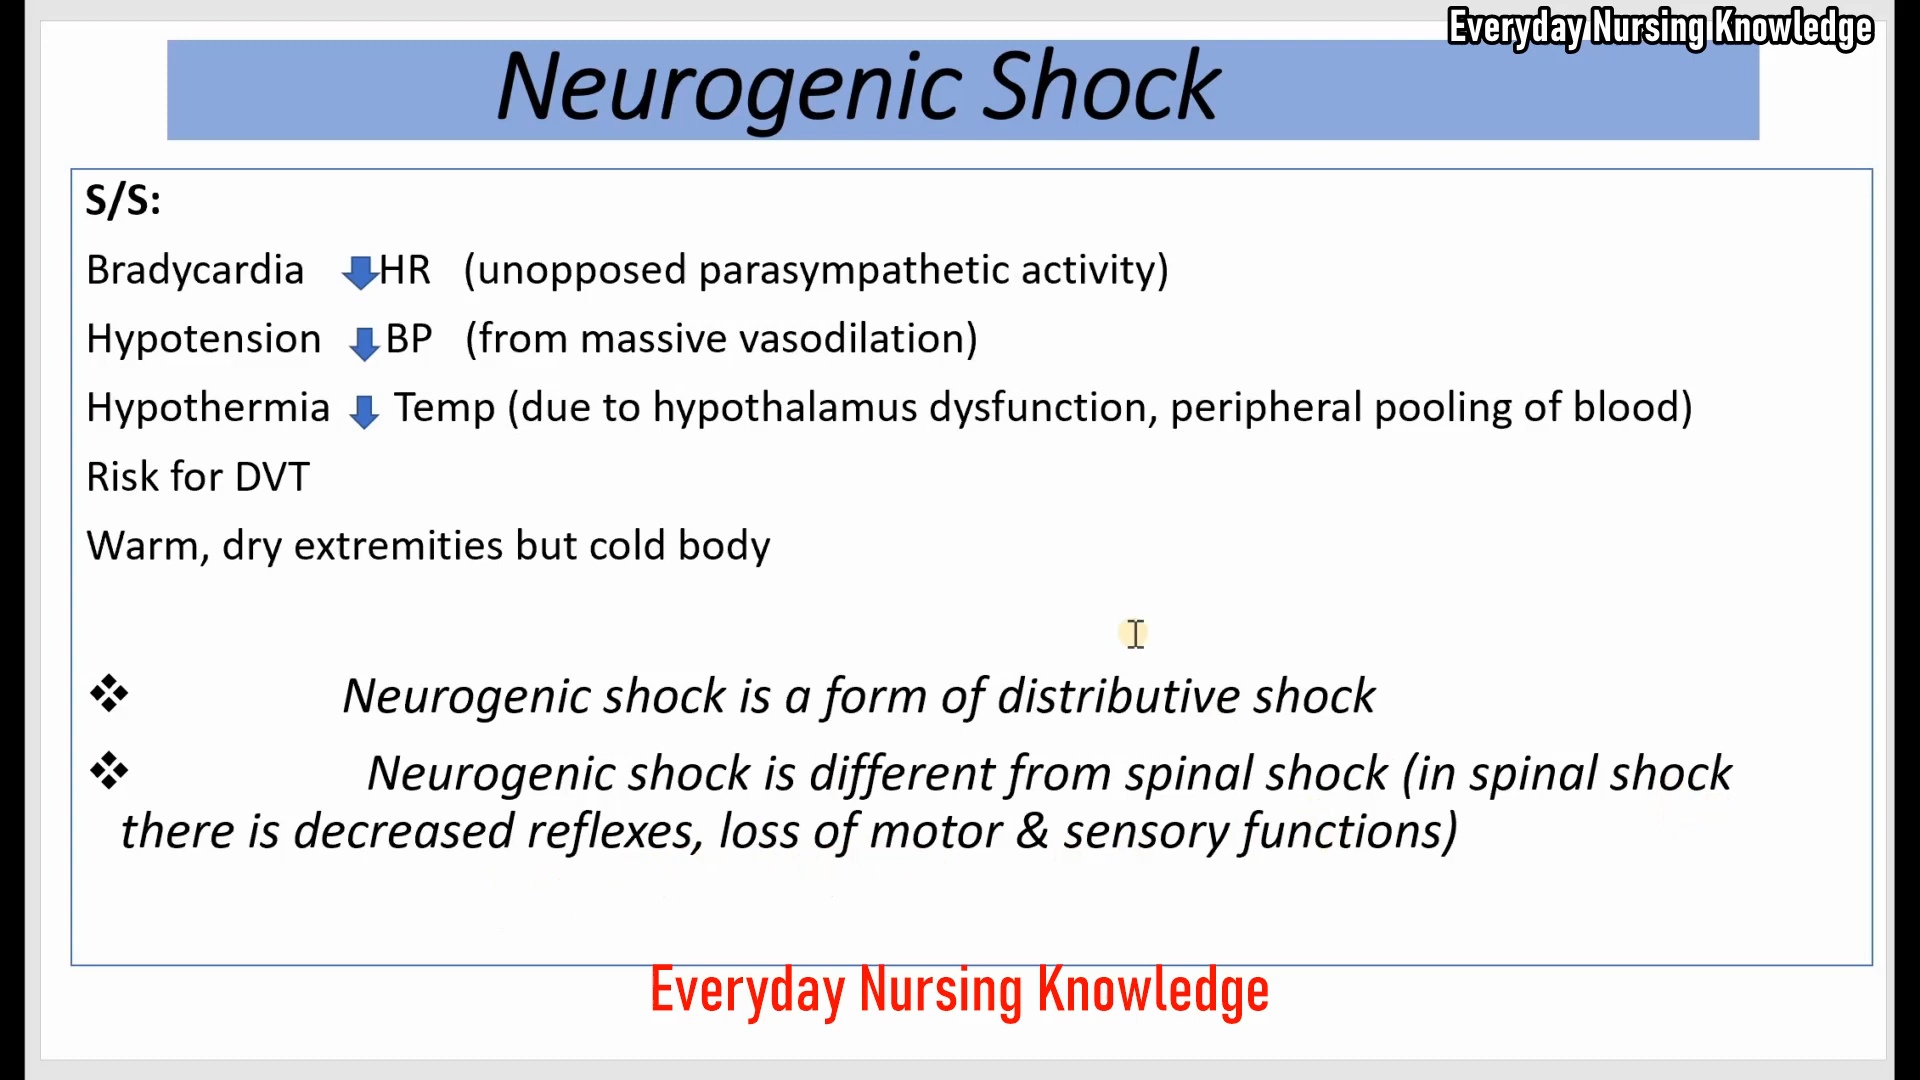 Everyday Nursing Knowledge
Neurogenic Shock
S/S:
Bradycardia HR (unopposed parasympathetic activity)
Hypotension BP (from massive vasodilation)
Hypothermia Temp (due to hypothalamus dysfunction, peripheral pooling of blood)
Risk for DVT
Warm, dry extremities but cold body
Neurogenic shock is a form of distributive shock
Neurogenic shock is different from spinal shock (in spinal shock
there is decreased reflexes, loss of motor & sensory functions)
Everyday Nursing Knowledge